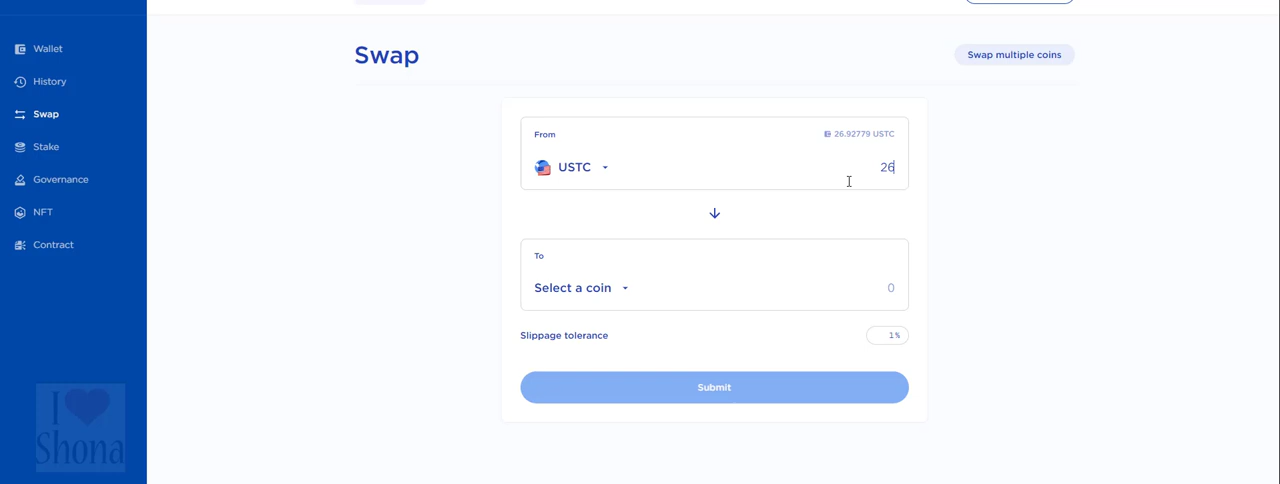 Wallet
History
Swap
Stake
Governance
NFT
Contract
I
Shona
Swap
Swap multiple coins
From
26.92779 USTC
USTC
26
To
Select a coin
0
Slippage tolerance
1%
Submit